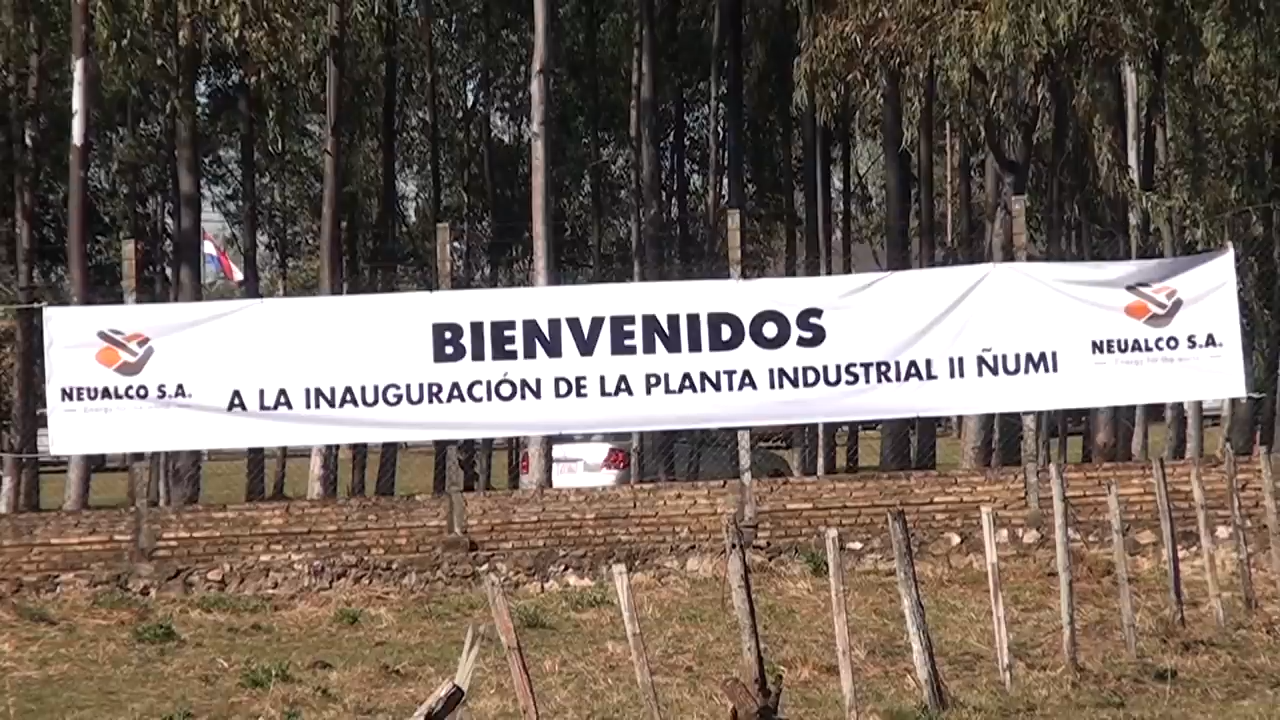 BIENVENIDOS
A LA INAUGURACIÓN DE LA PLANTA INDUSTRIAL II ÑUMI
NEUALCO S.A.
NEUALCO S.A.